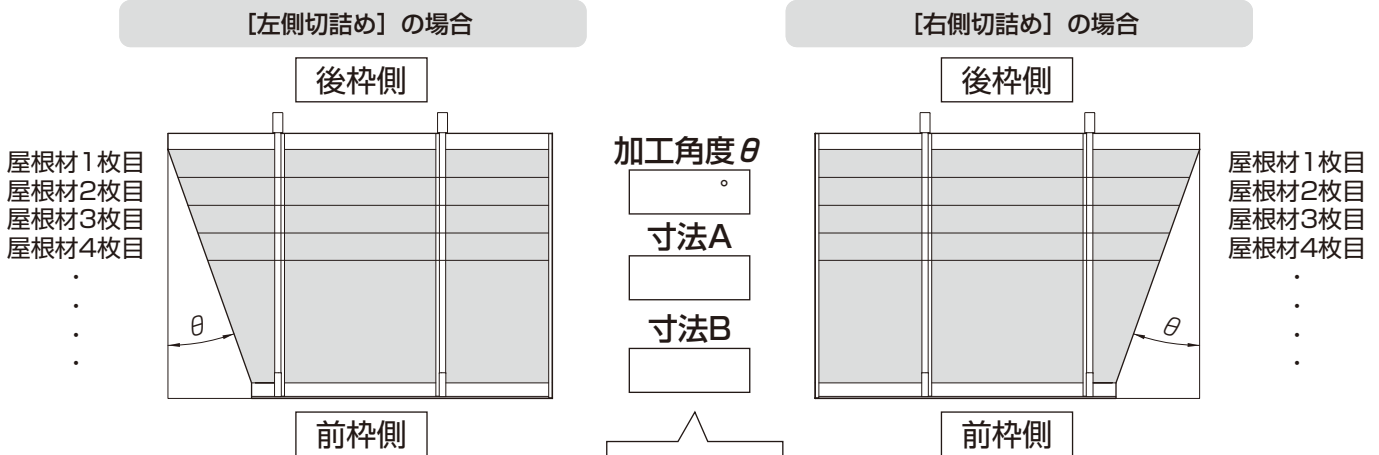 ［左側切詰め］の場合
［右側切詰め］の場合
後枠側
後枠側
屋根材1枚目
屋根材2枚目
屋根材3枚目
屋根材4枚目
・
・
・
・
θ
前枠側
加工角度θ
°
寸法A
寸法B
屋根材1枚目
屋根材2枚目
屋根材3枚目
屋根材4枚目
・
・
・
・
θ
前枠側